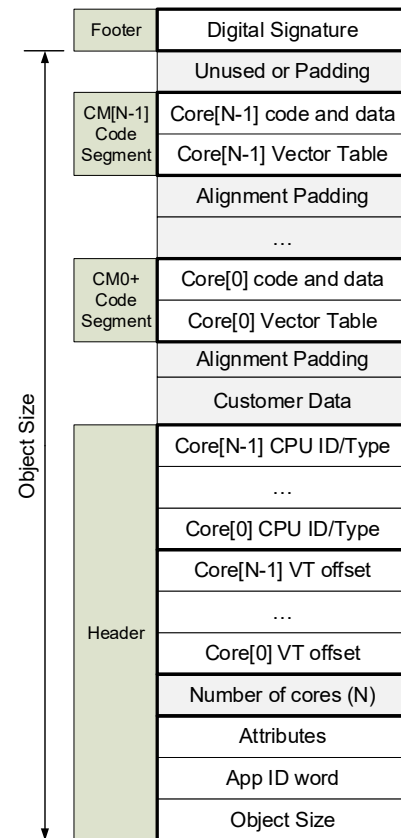 Footer
Digital Signature
Unused or Padding
CM[N-1]
Code
Segment
Core[N-1] code and data
Core[N-1] Vector Table
Alignment Padding
…
CM0+
Code
Segment
Core[0] code and data
Core[0] Vector Table
Alignment Padding
Customer Data
Object Size
Header
Core[N-1] CPU ID/Type
…
Core[0] CPU ID/Type
Core[N-1] VT offset
…
Core[0] VT offset
Number of cores (N)
Attributes
App ID word
Object Size